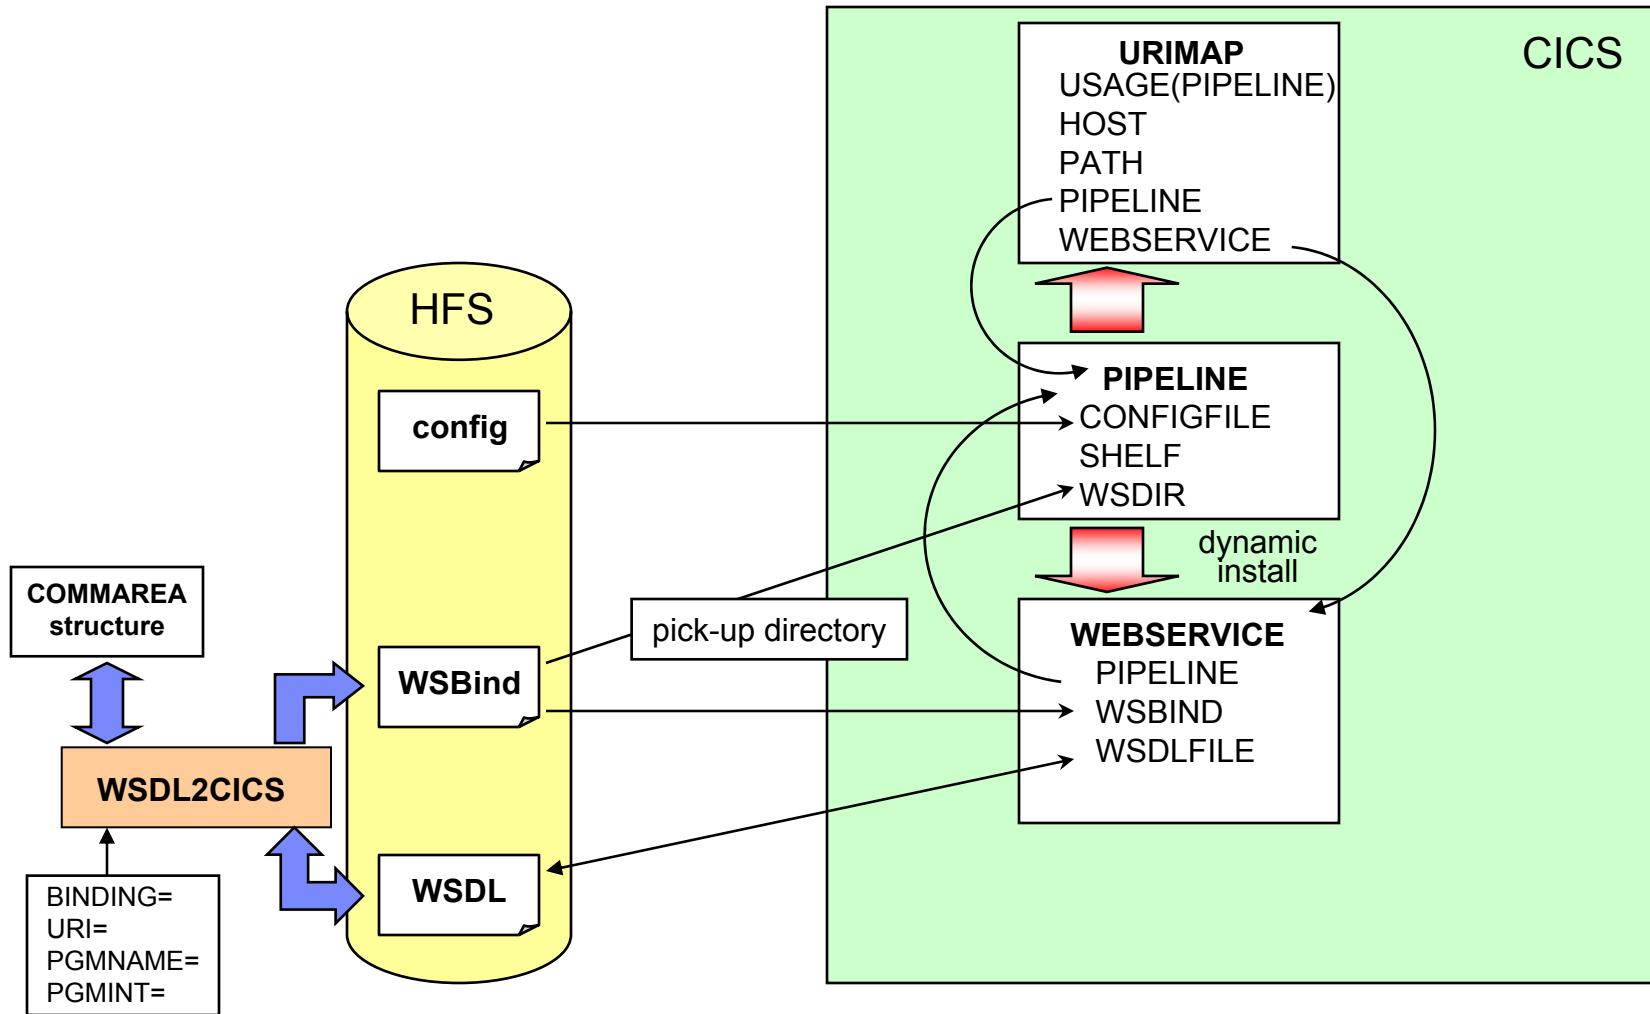 CICS
URIMAP
USAGE(PIPELINE)
HOST
PATH
PIPELINE
WEBSERVICE
HFS
config
PIPELINE
CONFIGFILE
SHELF
WSDIR
dynamic
install
COMMAREA
structure
pick-up directory
WSBind
WEBSERVICE
PIPELINE
WSBIND
WSDLFILE
WSDL2CICS
WSDL
BINDING=
URI=
PGMNAME=
PGMINT=